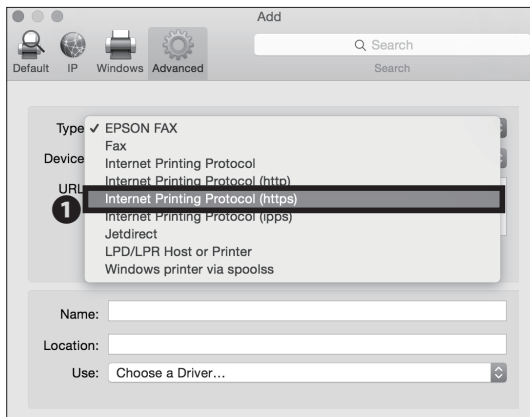 Add
Search
Default IP Windows Advanced Search
Type ✓ EPSON FAX
Fax
Device
Internet Printing Protocol
Internet Printing Protocol (http)
URL
Internet Printing Protocol (https)
1
Internet Printing Protocol (ipps)
Jetdirect
LPD/LPR Host or Printer
Windows printer via spoolss
Name:
Location:
Use: Choose a Driver...